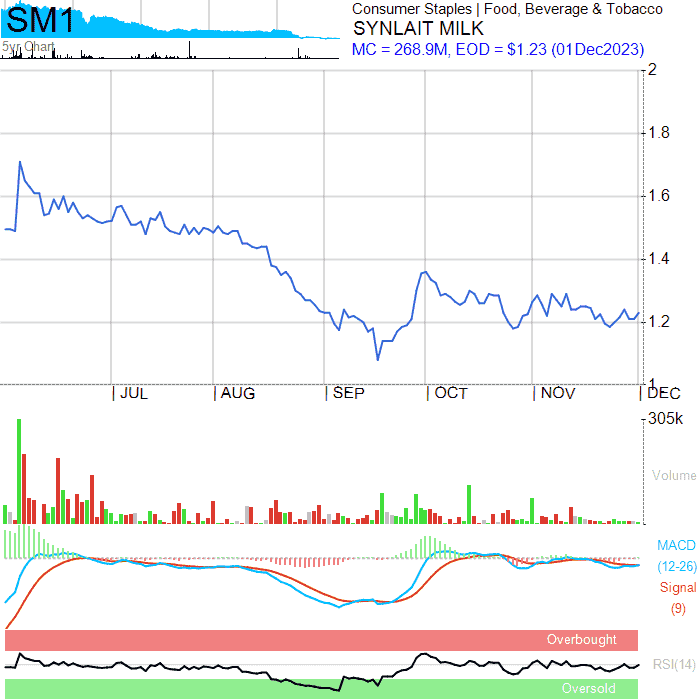 SM1
5yr Chart
Consumer Staples | Food, Beverage & Tobacco
SYNLAIT MILK
MC = 268.9M, EOD = $1.23 (01Dec2023)
2
1.8
1.6
1.4
1.2
1
JUL AUG SEP OCT NOV DEC
305k
Volume
MACD
(12-26)
Signal
(9)
Overbought
RSI(14)
Oversold